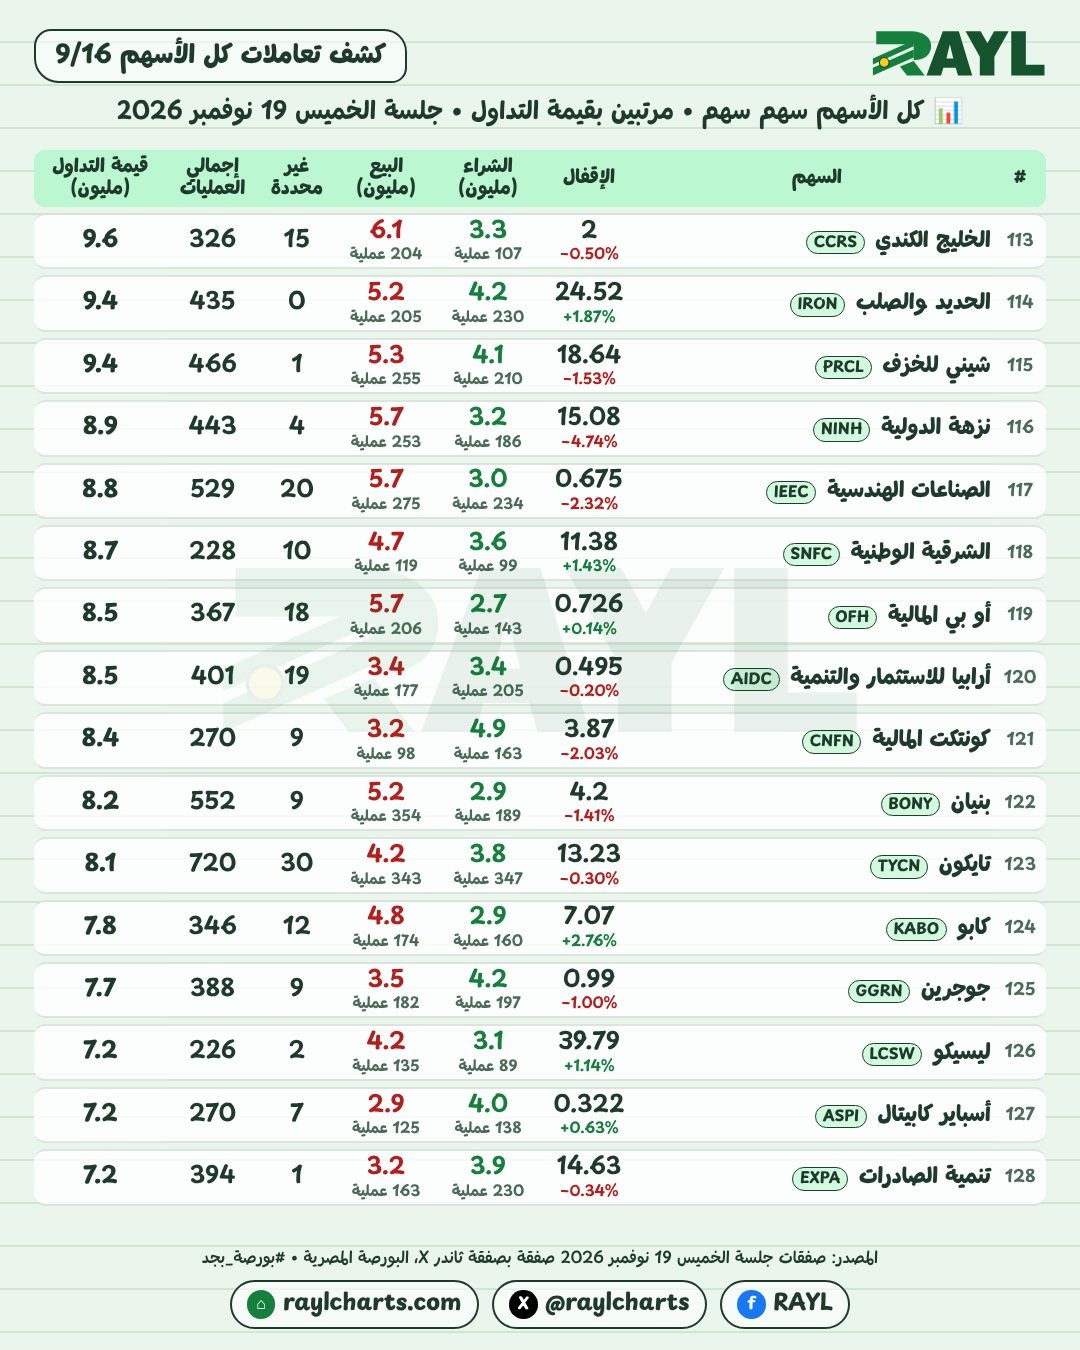 كشف تعاملات كل الأسهم 9/16
RAYL
📊 كل الأسهم سهم سهم • مرتبين بقيمة التداول • جلسة الخميس 19 نوفمبر 2026
# السهم الإقفال الشراء (مليون) البيع (مليون) غير محددة إجمالي العمليات قيمة التداول (مليون)
113 الخليج الكندي CCRS 2 3.3 6.1 15 326 9.6
-0.50% 107 عملية 204 عملية
114 الحديد والصلب IRON 24.52 4.2 5.2 0 435 9.4
+1.87% 230 عملية 205 عملية
115 شيني للخزف PRCL 18.64 4.1 5.3 1 466 9.4
-1.53% 210 عملية 255 عملية
116 نزهة الدولية NINH 15.08 3.2 5.7 4 443 8.9
-4.74% 186 عملية 253 عملية
117 الصناعات الهندسية IEEC 0.675 3.0 5.7 20 529 8.8
-2.32% 234 عملية 275 عملية
118 الشرقية الوطنية SNFC 11.38 3.6 4.7 10 228 8.7
+1.43% 99 عملية 119 عملية
119 أو بي المالية OFH 0.726 2.7 5.7 18 367 8.5
+0.14% 143 عملية 206 عملية
120 أرابيا للاستثمار والتنمية AIDC 0.495 3.4 3.4 19 401 8.5
-0.20% 205 عملية 177 عملية
121 كونتكت المالية CNFN 3.87 4.9 3.2 9 270 8.4
-2.03% 163 عملية 98 عملية
122 بنيان BONY 4.2 2.9 5.2 9 552 8.2
-1.41% 189 عملية 354 عملية
123 تايكون TYCN 13.23 3.8 4.2 30 720 8.1
-0.30% 347 عملية 343 عملية
124 كابو KABO 7.07 2.9 4.8 12 346 7.8
+2.76% 160 عملية 174 عملية
125 جوجرين GGRN 0.99 4.2 3.5 9 388 7.7
-1.00% 197 عملية 182 عملية
126 ليسيكو LCSW 39.79 3.1 4.2 2 226 7.2
+1.14% 89 عملية 135 عملية
127 أسباير كابيتال ASPI 0.322 4.0 2.9 7 270 7.2
+0.63% 138 عملية 125 عملية
128 تنمية الصادرات EXPA 14.63 3.9 3.2 1 394 7.2
-0.34% 230 عملية 163 عملية
المصدر: صفقات جلسة الخميس 19 نوفمبر 2026 صفقة بصفقة ثاندر X، البورصة المصرية • #بورصة_بجد
raylcharts.com X @raylcharts f RAYL